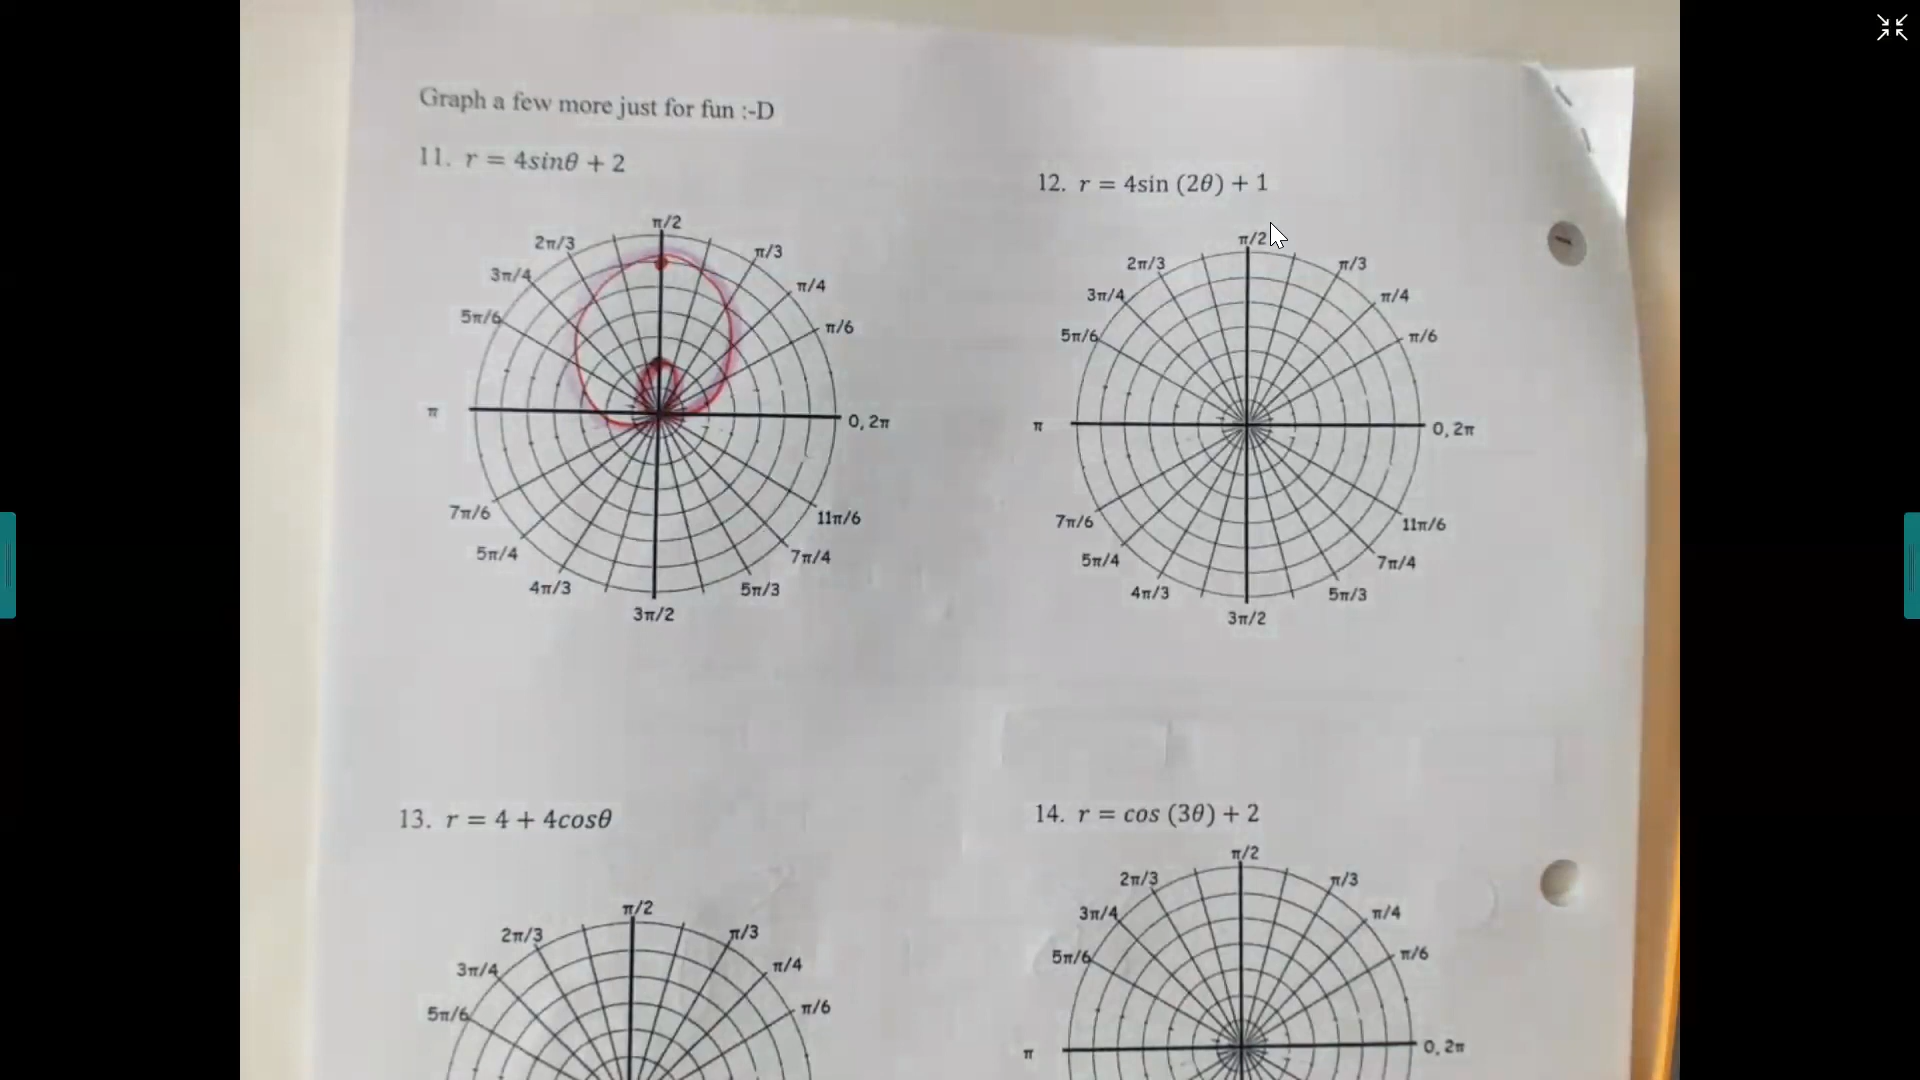 Graph a few more just for fun :-D
11. r = 4sinθ + 2
12. r = 4sin (2θ) + 1
π/2
2π/3
π/3
3π/4
π/4
5π/6
π/6
π
0, 2π
7π/6
11π/6
5π/4
7π/4
4π/3
5π/3
3π/2
π/2
2π/3
π/3
3π/4
π/4
5π/6
π/6
π
0, 2π
7π/6
11π/6
5π/4
7π/4
4π/3
5π/3
3π/2
13. r = 4 + 4cosθ
14. r = cos (3θ) + 2
π/2
2π/3
π/3
3π/4
π/4
5π/6
π/6
π/2
2π/3
π/3
3π/4
π/4
5π/6
π/6
π
0, 2π